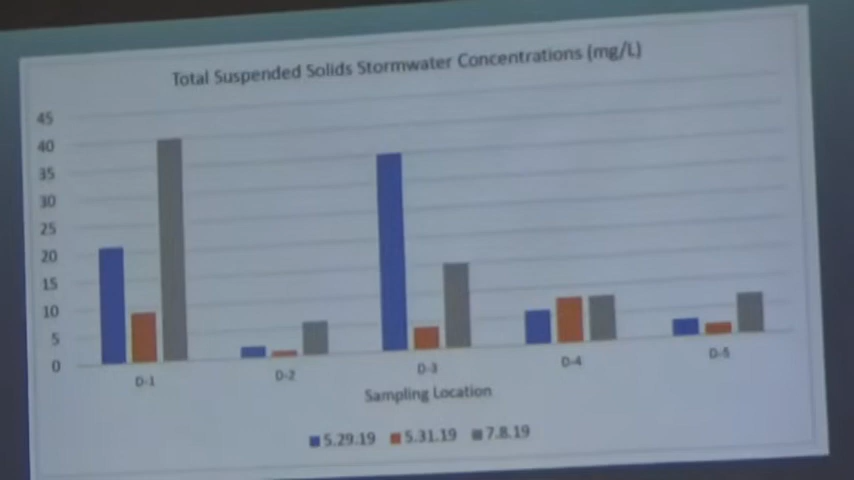 Total Suspended Solids Stormwater Concentrations (mg/L)
45
40
35
30
25
20
15
10
5
0
D-1 D-2 D-3 D-4 D-5
Sampling Location
5.29.19 5.31.19 7.8.19